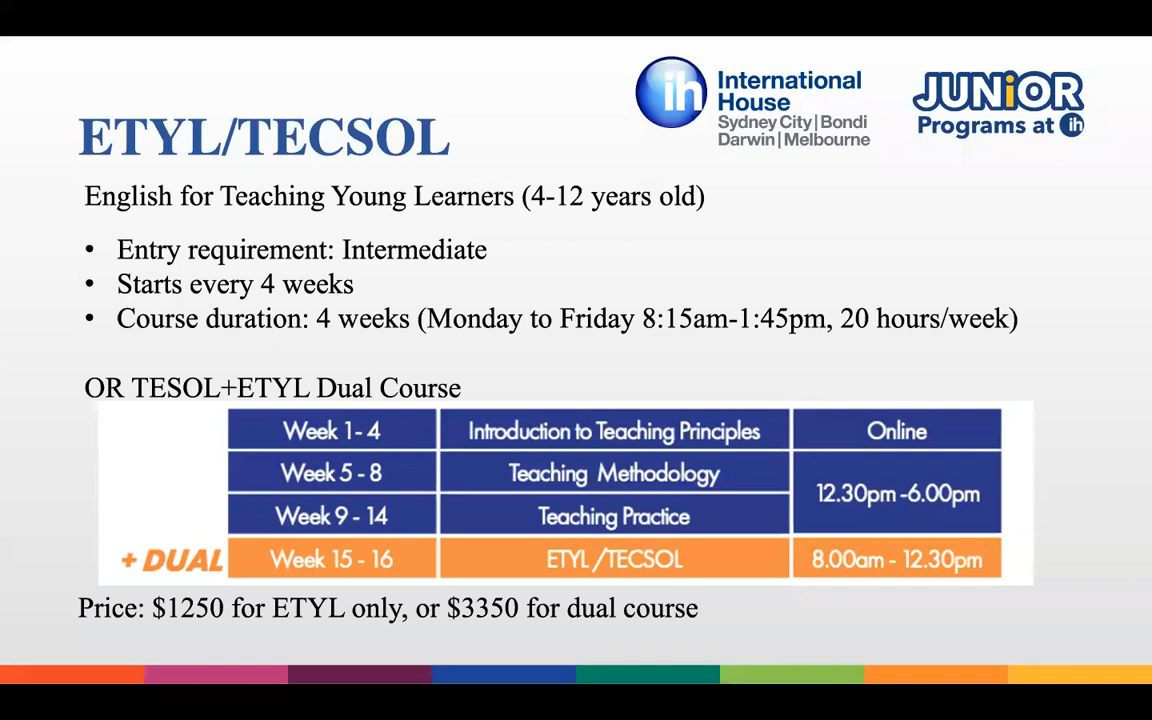 ih International
House
Sydney City|Bondi
Darwin|Melbourne
JUNiOR
Programs at ih
ETYL/TECSOL
English for Teaching Young Learners (4-12 years old)
• Entry requirement: Intermediate
• Starts every 4 weeks
• Course duration: 4 weeks (Monday to Friday 8:15am-1:45pm, 20 hours/week)
OR TESOL+ETYL Dual Course
Week 1 - 4 Introduction to Teaching Principles Online
Week 5 - 8 Teaching Methodology
12.30pm -6.00pm
Week 9 - 14 Teaching Practice
+ DUAL Week 15 - 16 ETYL /TECSOL 8.00am - 12.30pm
Price: $1250 for ETYL only, or $3350 for dual course